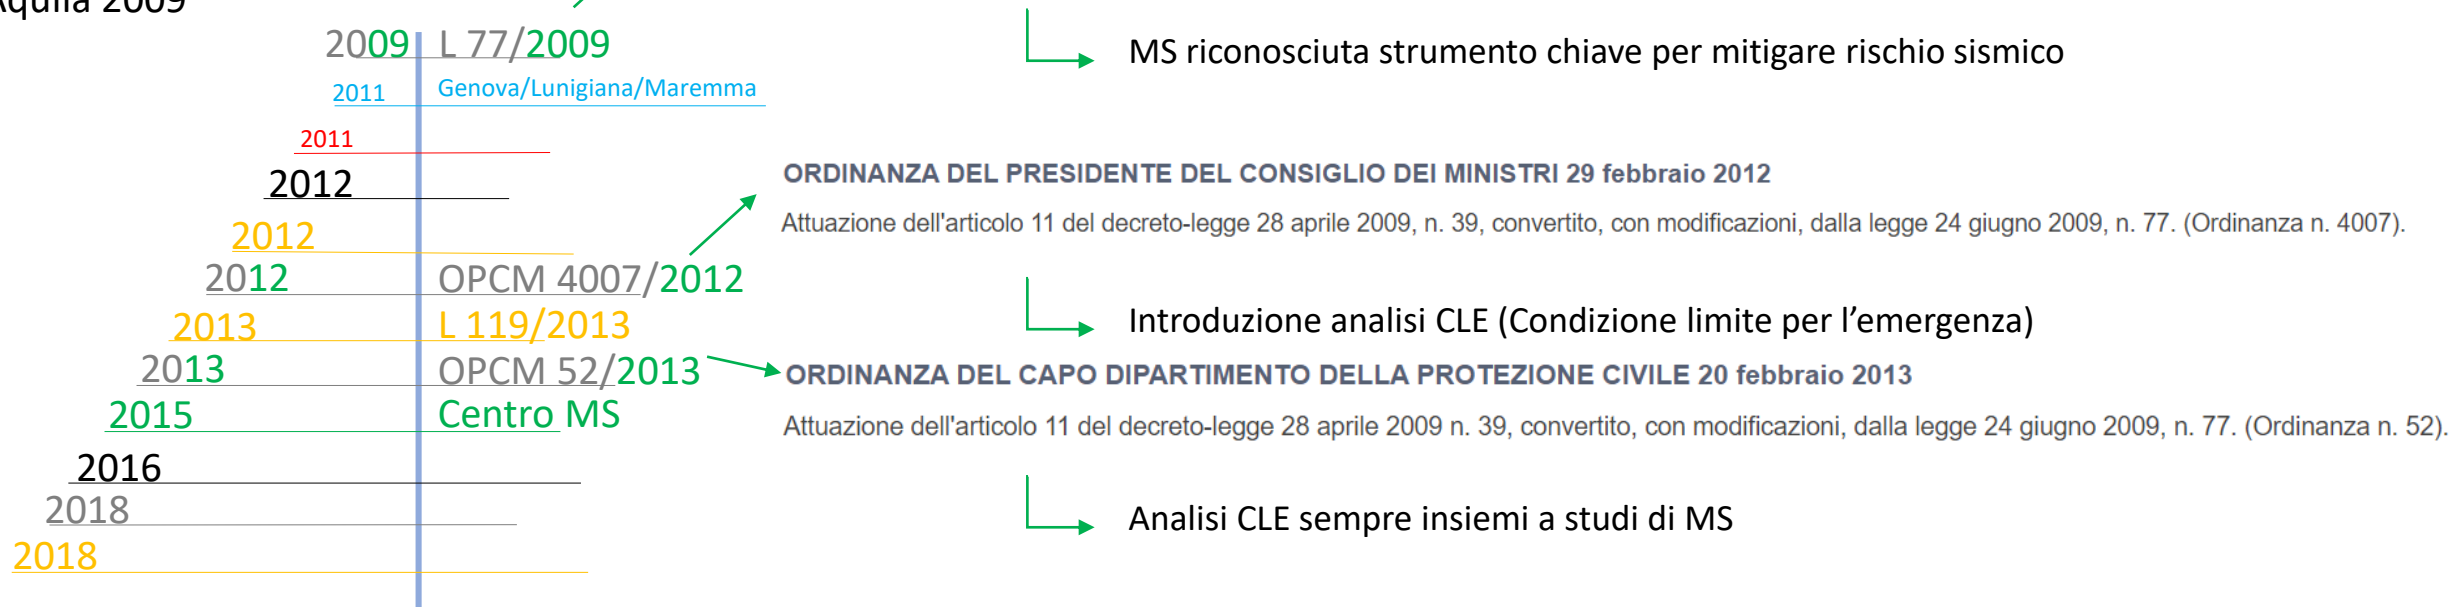 Aquila 2009
2009 L 77/2009
MS riconosciuta strumento chiave per mitigare rischio sismico
2011 Genova/Lunigiana/Maremma
2011
2012
ORDINANZA DEL PRESIDENTE DEL CONSIGLIO DEI MINISTRI 29 febbraio 2012
Attuazione dell'articolo 11 del decreto-legge 28 aprile 2009, n. 39, convertito, con modificazioni, dalla legge 24 giugno 2009, n. 77. (Ordinanza n. 4007).
2012
2012 OPCM 4007/2012
2013 L 119/2013
Introduzione analisi CLE (Condizione limite per l’emergenza)
2013 OPCM 52/2013
ORDINANZA DEL CAPO DIPARTIMENTO DELLA PROTEZIONE CIVILE 20 febbraio 2013
Attuazione dell'articolo 11 del decreto-legge 28 aprile 2009 n. 39, convertito, con modificazioni, dalla legge 24 giugno 2009, n. 77. (Ordinanza n. 52).
2015 Centro MS
2016
2018
Analisi CLE sempre insiemi a studi di MS
2018